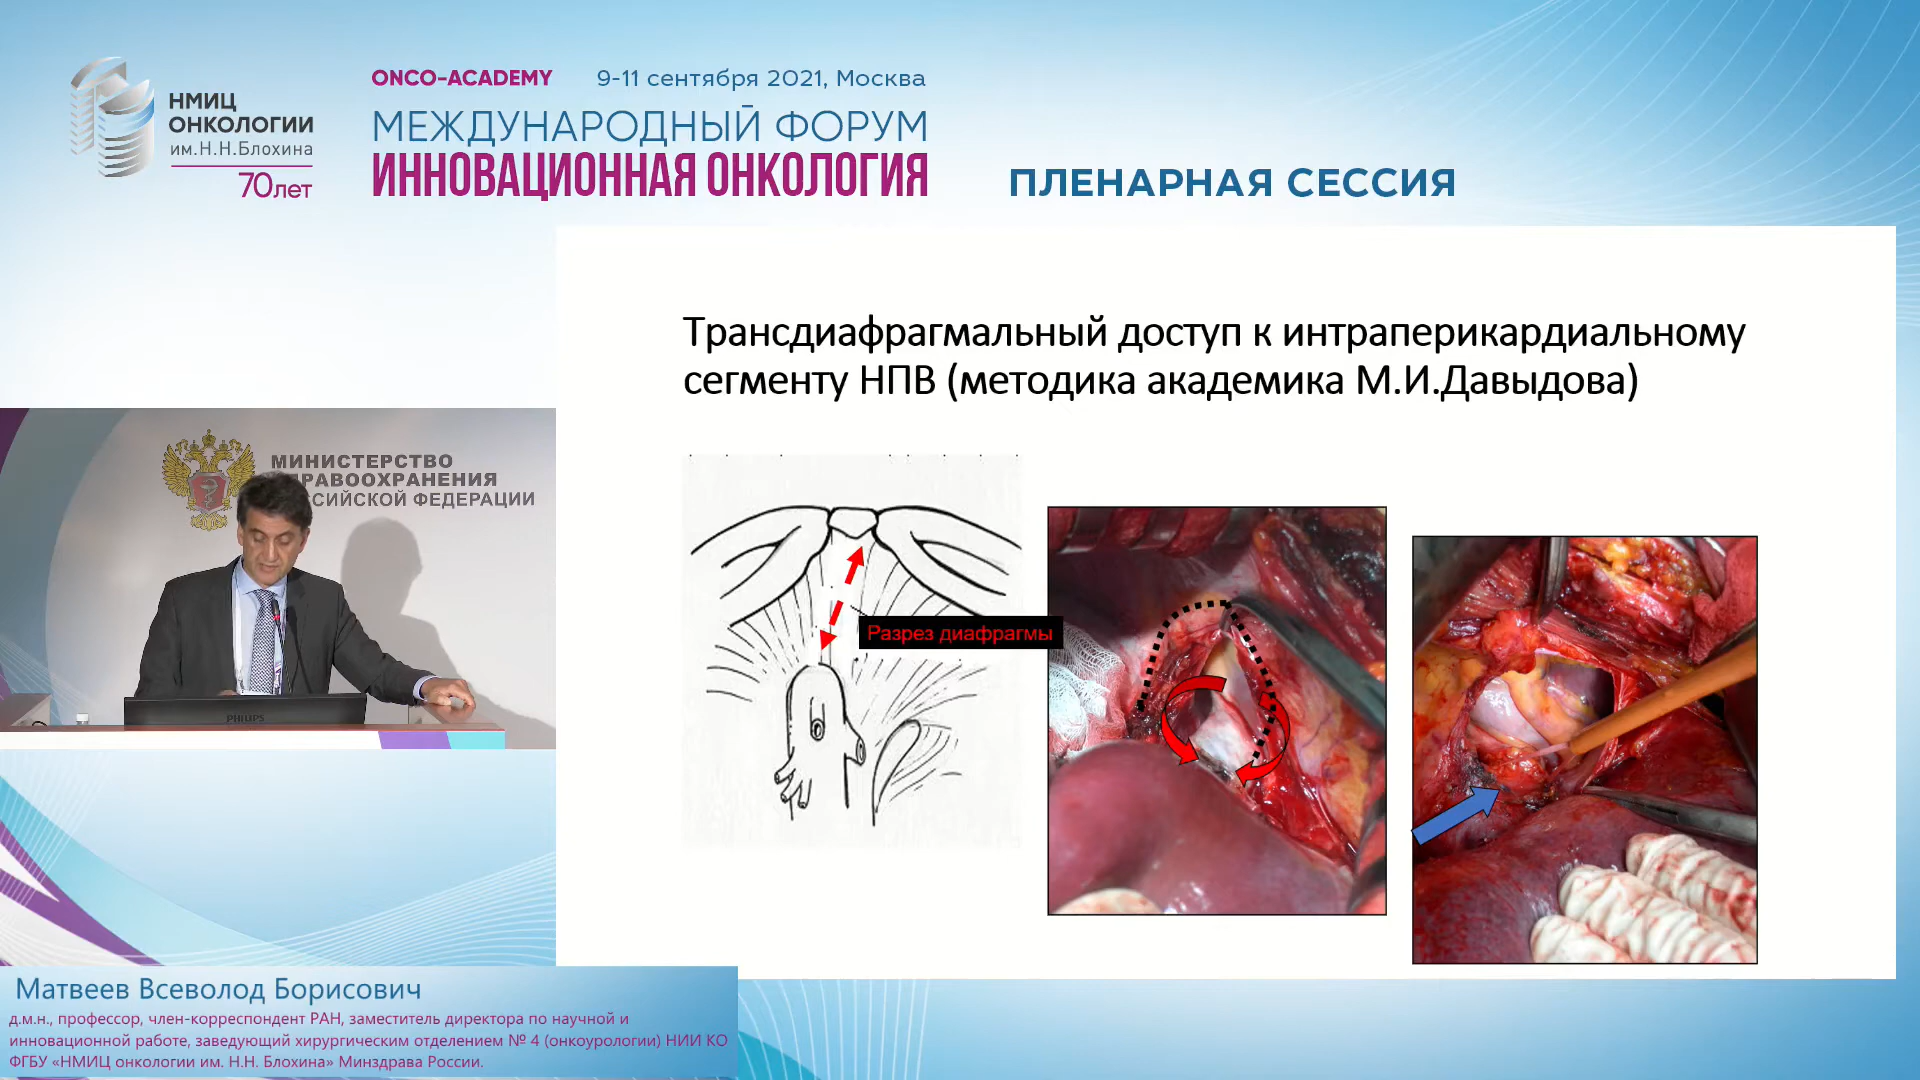 НМИЦ
ОНКОЛОГИИ
им.Н.Н.Блохина
70лет
ONCO-ACADEMY 9-11 сентября 2021, Москва
МЕЖДУНАРОДНЫЙ ФОРУМ
ИННОВАЦИОННАЯ ОНКОЛОГИЯ
ПЛЕНАРНАЯ СЕССИЯ
Трансдиафрагмальный доступ к интраперикардиальному
сегменту НПВ (методика академика М.И.Давыдова)
Разрез диафрагмы
МИНИСТЕРСТВО
ДРАВООХРАНЕНИЯ
ССИЙСКОЙ ФЕДЕРАЦИИ
PHILIPS
Матвеев Всеволод Борисович
д.м.н., профессор, член-корреспондент РАН, заместитель директора по научной и
инновационной работе, заведующий хирургическим отделением № 4 (онкоурологии) НИИ КО
ФГБУ «НМИЦ онкологии им. Н.Н. Блохина» Минздрава России.